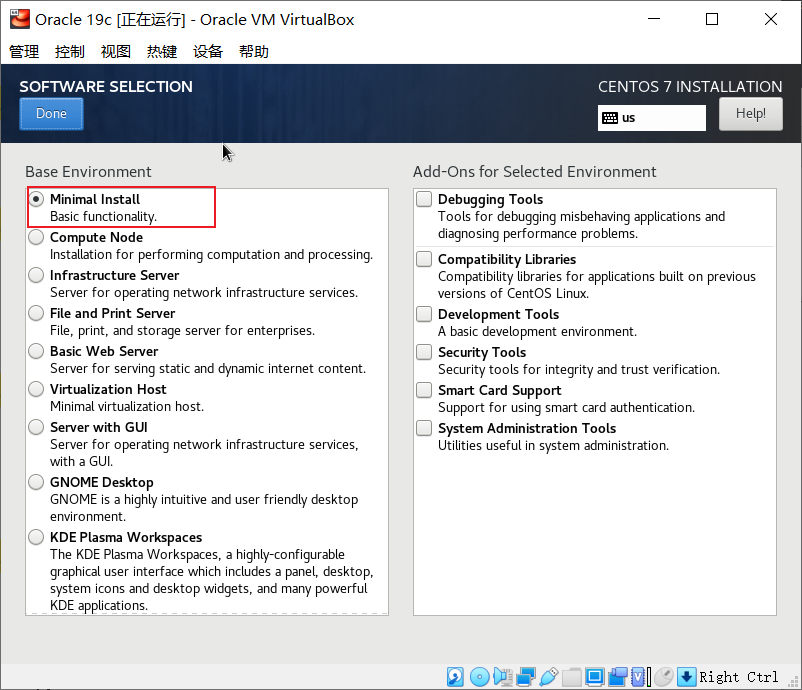 Oracle 19c [正在运行] - Oracle VM VirtualBox
管理 控制 视图 热键 设备 帮助
SOFTWARE SELECTION
CENTOS 7 INSTALLATION
Done
us
Help!
Base Environment
Minimal Install
Basic functionality.
Compute Node
Installation for performing computation and processing.
Infrastructure Server
Server for operating network infrastructure services.
File and Print Server
File, print, and storage server for enterprises.
Basic Web Server
Server for serving static and dynamic internet content.
Virtualization Host
Minimal virtualization host.
Server with GUI
Server for operating network infrastructure services,
with a GUI.
GNOME Desktop
GNOME is a highly intuitive and user friendly desktop
environment.
KDE Plasma Workspaces
The KDE Plasma Workspaces, a highly-configurable
graphical user interface which includes a panel, desktop,
system icons and desktop widgets, and many powerful
KDE applications.
Add-Ons for Selected Environment
Debugging Tools
Tools for debugging misbehaving applications and
diagnosing performance problems.
Compatibility Libraries
Compatibility libraries for applications built on previous
versions of CentOS Linux.
Development Tools
A basic development environment.
Security Tools
Security tools for integrity and trust verification.
Smart Card Support
Support for using smart card authentication.
System Administration Tools
Utilities useful in system administration.
Right Ctrl